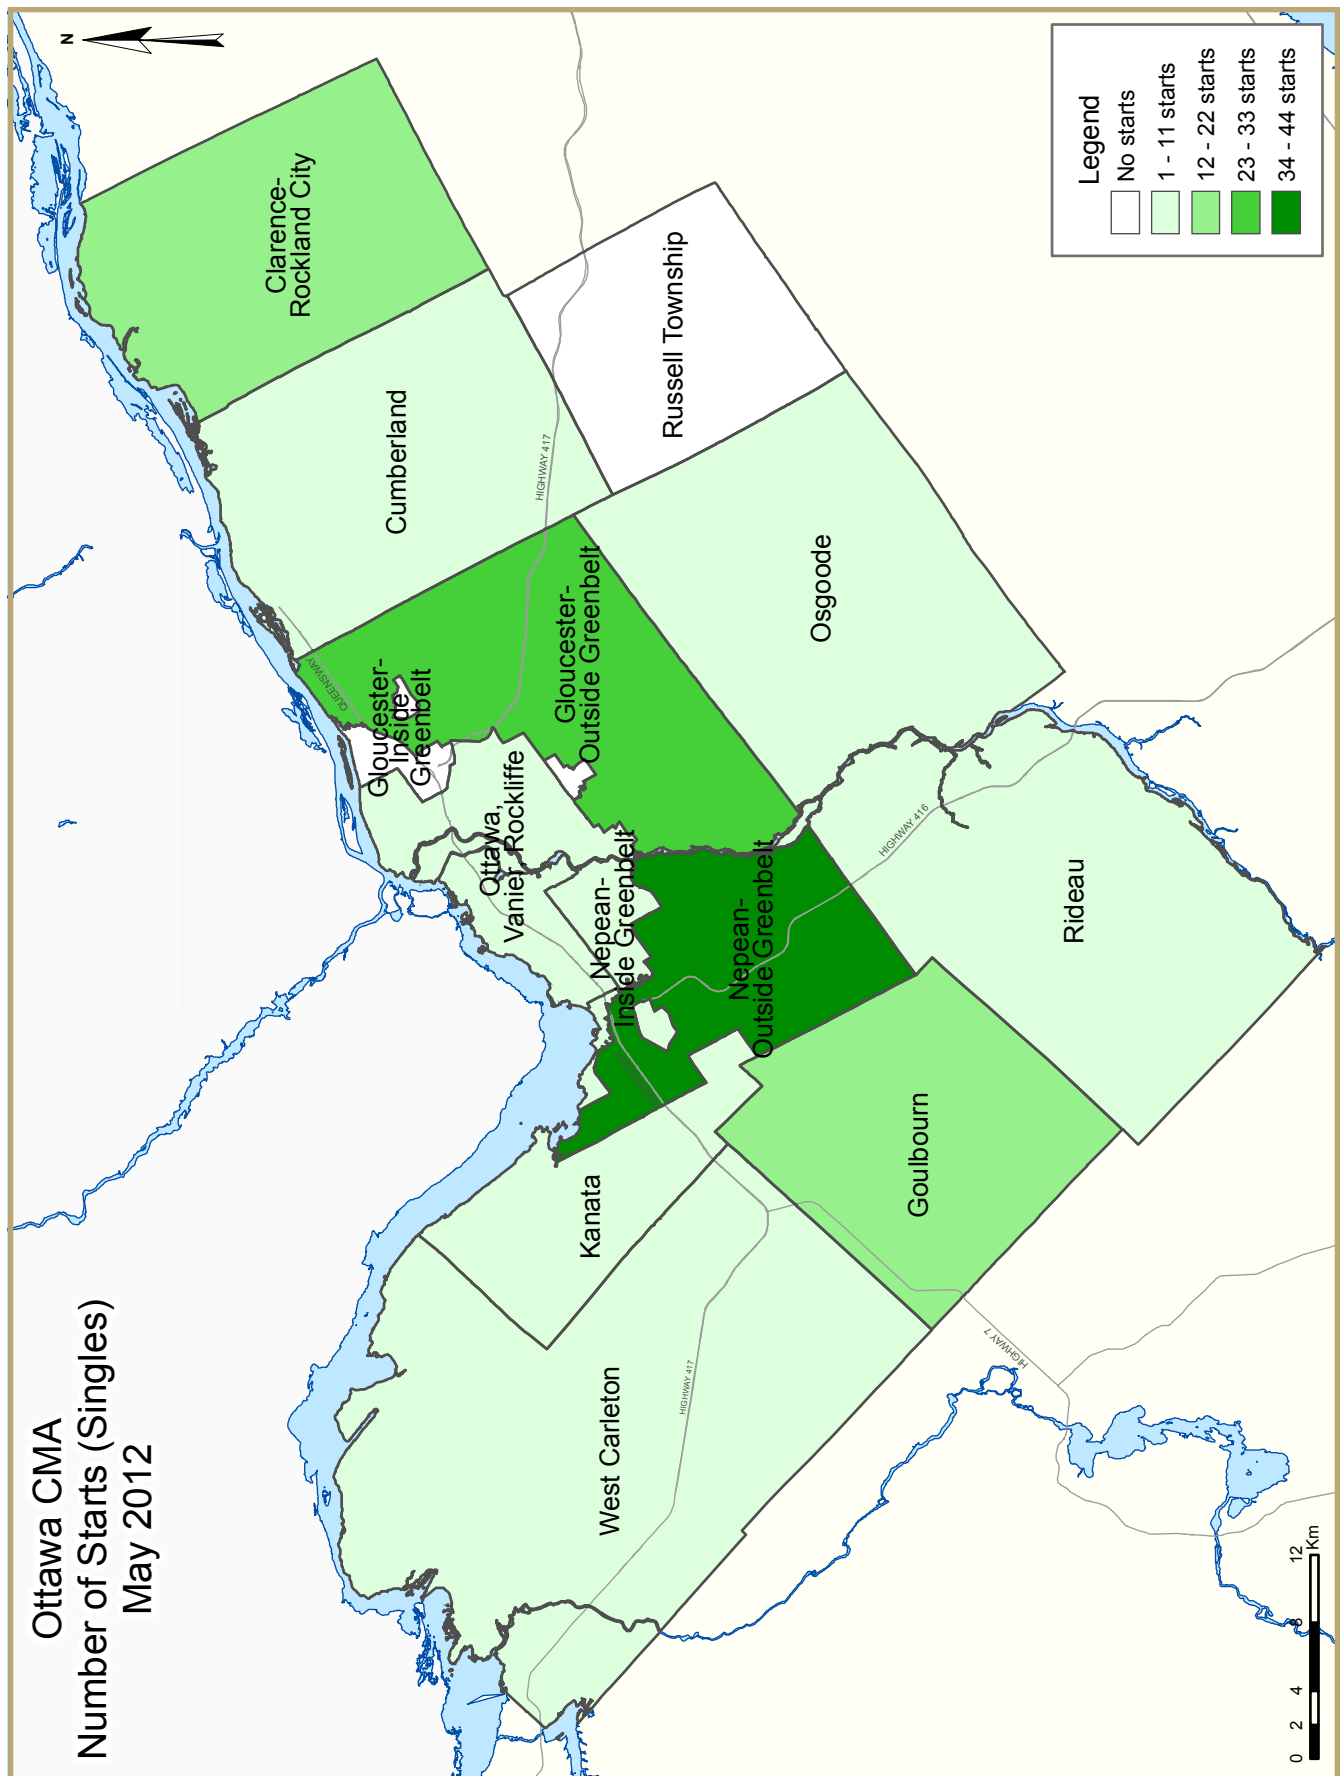 Ottawa CMA
Number of Starts (Singles)
May 2012
N
West Carleton
Kanata
Goulbourn
Rideau
Nepean-
Outside Greenbelt
Nepean-
Inside Greenbelt
Ottawa,
Vanier, Rockliffe
Gloucester-
Inside
Greenbelt
Gloucester-
Outside Greenbelt
Osgoode
Cumberland
Russell Township
Clarence-
Rockland City
HIGHWAY 417
HIGHWAY 7
HIGHWAY 416
QUEENSWAY
HIGHWAY 417
Legend
No starts
1 - 11 starts
12 - 22 starts
23 - 33 starts
34 - 44 starts
0 2 4 8 12
Km